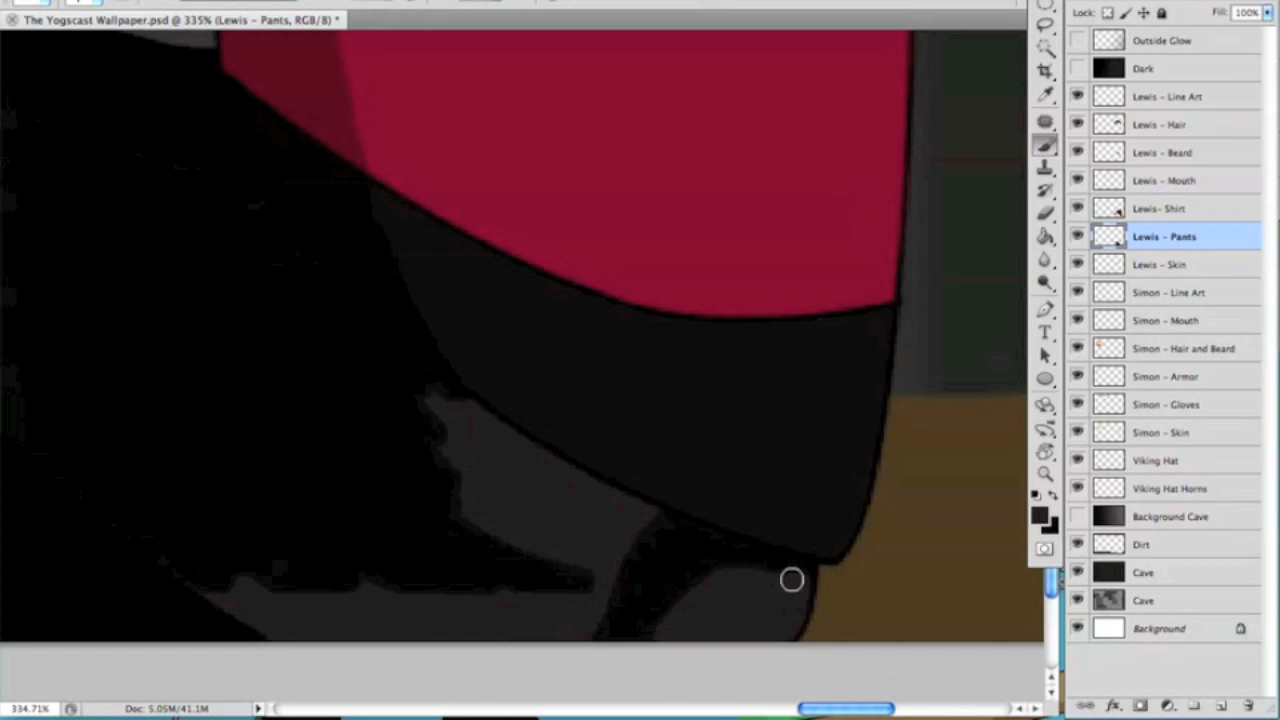 The Yogscast Wallpaper.psd @ 335% (Lewis - Pants, RGB/8) *
Lock:
Fill: 100%
Outside Glow
Dark
Lewis - Line Art
Lewis - Hair
Lewis - Beard
Lewis - Mouth
Lewis- Shirt
Lewis - Pants
Lewis - Skin
Simon - Line Art
Simon - Mouth
Simon - Hair and Beard
Simon - Armor
Simon - Gloves
Simon - Skin
Viking Hat
Viking Hat Horns
Background Cave
Dirt
Cave
Cave
Background
334.71%
Doc: 5.05M/41.1M